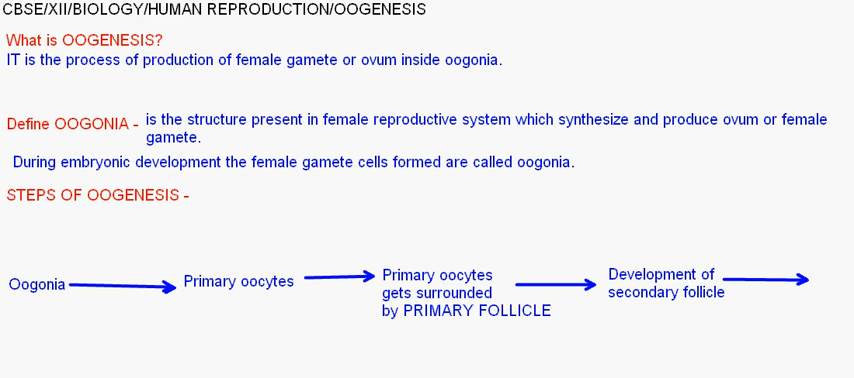 CBSE/XII/BIOLOGY/HUMAN REPRODUCTION/OOGENESIS
What is OOGENESIS?
IT is the process of production of female gamete or ovum inside oogonia.
Define OOGONIA - is the structure present in female reproductive system which synthesize and produce ovum or female
gamete.
During embryonic development the female gamete cells formed are called oogonia.
STEPS OF OOGENESIS -
Oogonia
Primary oocytes
Primary oocytes
gets surrounded
by PRIMARY FOLLICLE
Development of
secondary follicle